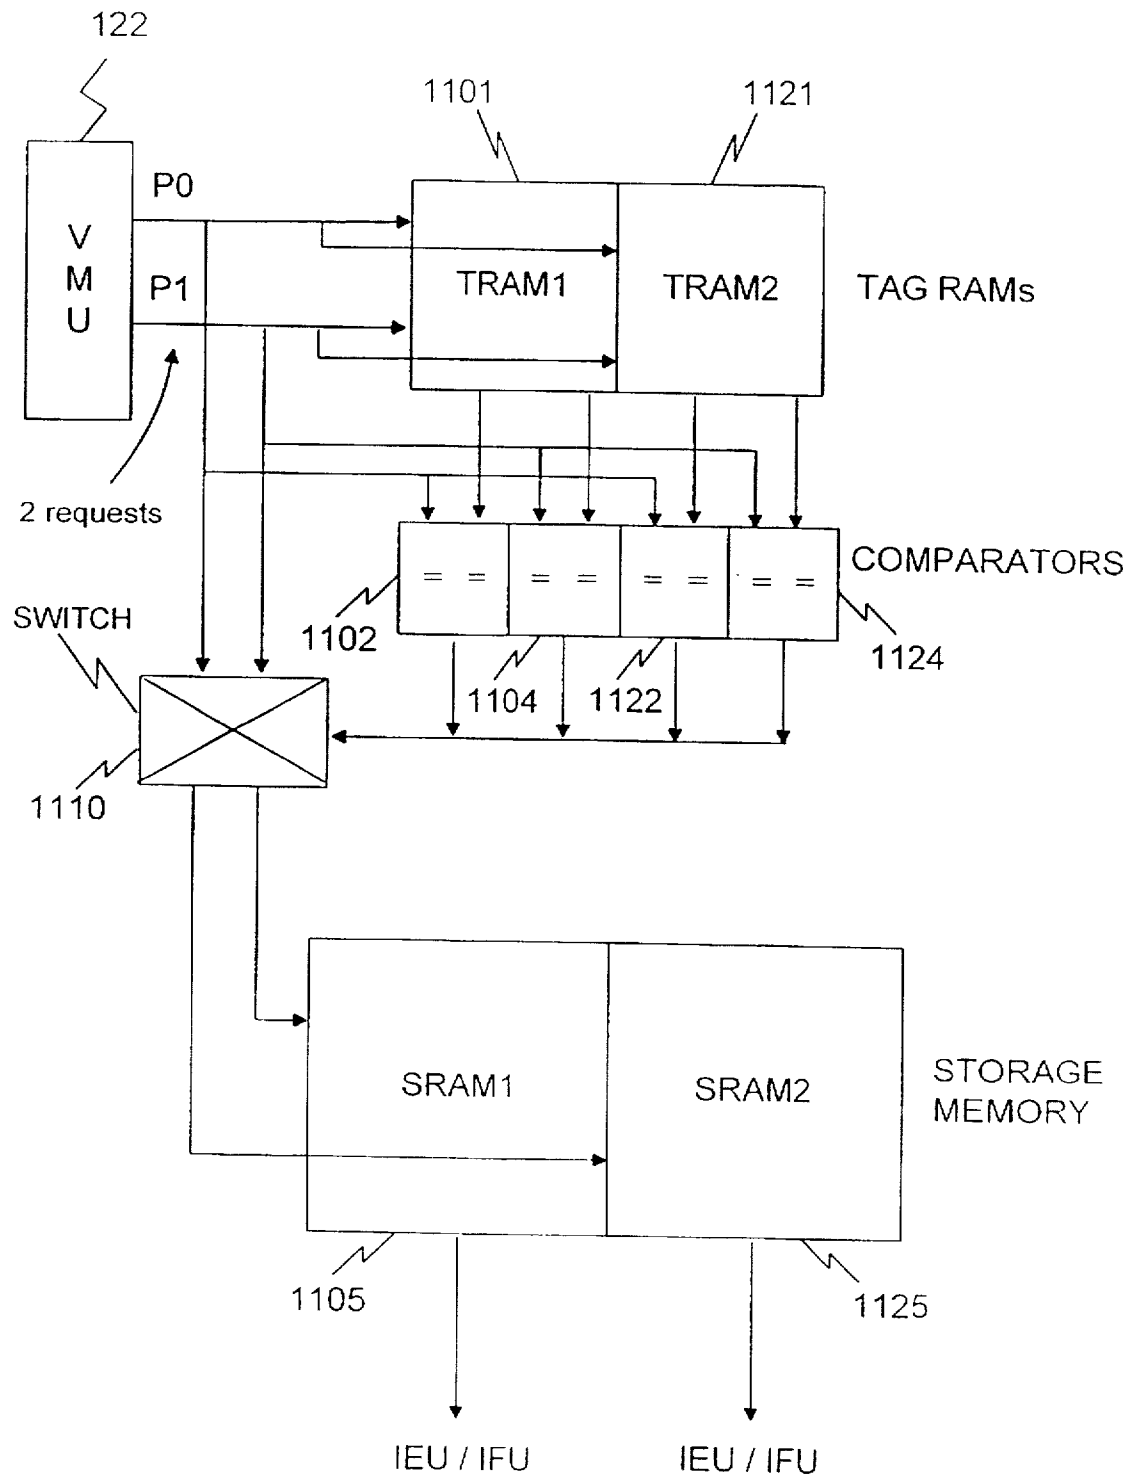 122
1101
1121
P0
V
M
U
P1
TRAM1
TRAM2
TAG RAMs
2 requests
COMPARATORS
= =
= =
= =
= =
SWITCH
1102
1104
1122
1124
1110
SRAM1
SRAM2
STORAGE
MEMORY
1105
1125
IEU / IFU
IEU / IFU